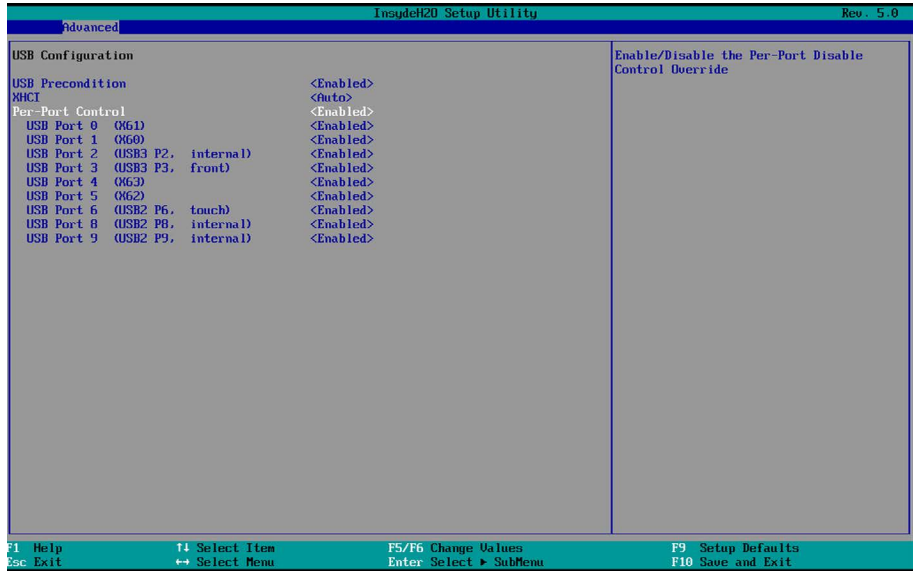 InsydeH2O Setup Utility Rev. 5.0
Advanced
USB Configuration
USB Precondition <Enabled>
XHCI <Auto>
Per-Port Control <Enabled>
USB Port 0 (X61) <Enabled>
USB Port 1 (X60) <Enabled>
USB Port 2 (USB3 P2, internal) <Enabled>
USB Port 3 (USB3 P3, front) <Enabled>
USB Port 4 (X63) <Enabled>
USB Port 5 (X62) <Enabled>
USB Port 6 (USB2 P6, touch) <Enabled>
USB Port 8 (USB2 P8, internal) <Enabled>
USB Port 9 (USB2 P9, internal) <Enabled>
Enable/Disable the Per-Port Disable
Control Override
F1 Help ↑↓ Select Item F5/F6 Change Values F9 Setup Defaults
Esc Exit ↔ Select Menu Enter Select ► SubMenu F10 Save and Exit